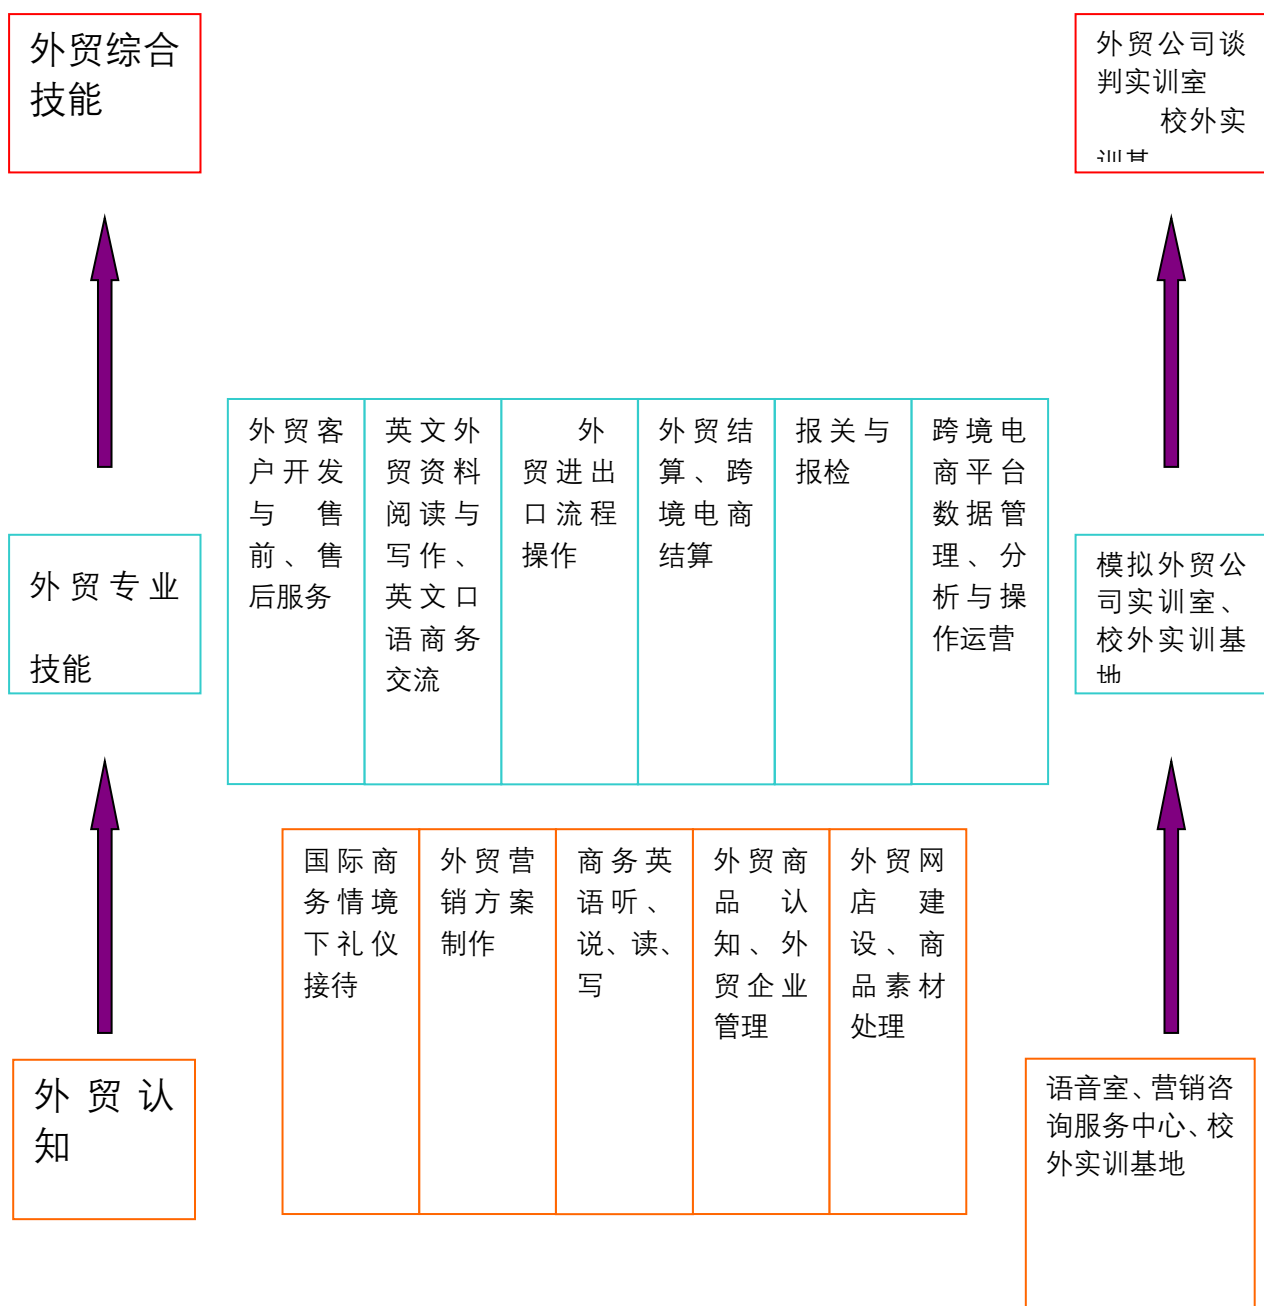 外贸综合
技能
外贸公司谈
判实训室
校外实
外贸客
户开发
与售
前、售
后服务
英文外
贸资料
阅读与
写作、
英文口
语商务
交流
外
贸进出
口流程
操作
外贸结
算、跨
境电商
结算
报关与
报检
跨境电
商平台
数据管
理、分
析与操
作运营
外贸专业
技能
模拟外贸公
司实训室、
校外实训基
国际商
务情境
下礼仪
接待
外贸营
销方案
制作
商务英
语听、
说、读、
写
外贸商
品认
知、外
贸企业
管理
外贸网
店建
设、商
品素材
处理
外贸认
知
语音室、营销咨
询服务中心、校
外实训基地